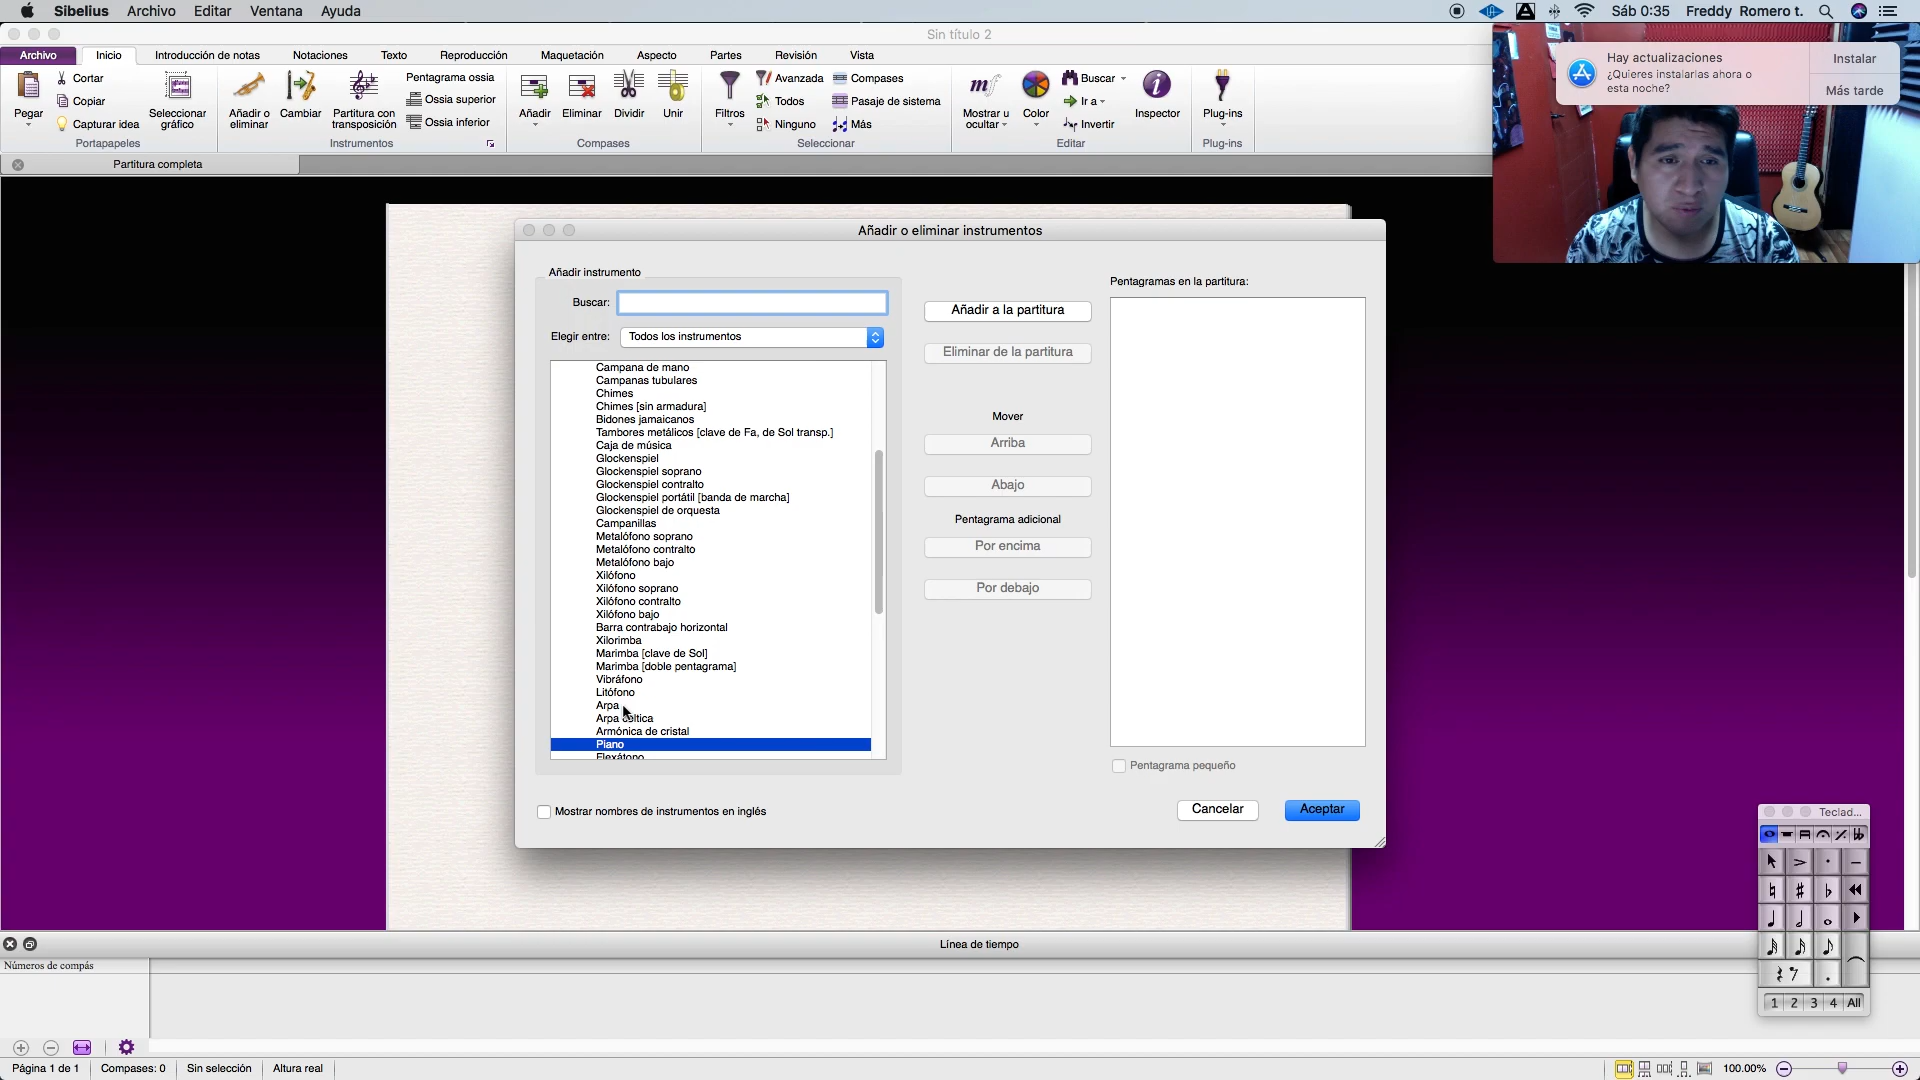 Sibelius Archivo Editar Ventana Ayuda
Sáb 0:35 Freddy Romero t.
Sin título 2
Archivo Inicio Introducción de notas Notaciones Texto Reproducción Maquetación Aspecto Partes Revisión Vista
Pegar
Cortar
Copiar
Capturar idea
Seleccionar gráfico
Portapapeles
Añadir o eliminar
Cambiar
Partitura con transposición
Pentagrama ossia
Ossia superior
Ossia inferior
Instrumentos
Añadir
Eliminar
Dividir
Unir
Compases
Filtros
Avanzada
Todos
Ninguno
Compases
Pasaje de sistema
Más
Seleccionar
Mostrar u ocultar
Color
Buscar
Ir a
Invertir
Editar
Inspector
Plug-ins
Plug-ins
Hay actualizaciones
¿Quieres instalarlas ahora o
esta noche?
Instalar
Más tarde
Partitura completa
Añadir o eliminar instrumentos
Añadir instrumento
Buscar:
Elegir entre: Todos los instrumentos
Campana de mano
Campanas tubulares
Chimes
Chimes [sin armadura]
Bidones jamaicanos
Tambores metálicos [clave de Fa, de Sol transp.]
Caja de música
Glockenspiel
Glockenspiel soprano
Glockenspiel contralto
Glockenspiel portátil [banda de marcha]
Glockenspiel de orquesta
Campanillas
Metalófono soprano
Metalófono contralto
Metalófono bajo
Xilófono
Xilófono soprano
Xilófono contralto
Xilófono bajo
Barra contrabajo horizontal
Xilorimba
Marimba [clave de Sol]
Marimba [doble pentagrama]
Vibráfono
Litófono
Arpa
Arpa céltica
Armónica de cristal
Piano
Flexátono
Añadir a la partitura
Eliminar de la partitura
Mover
Arriba
Abajo
Pentagrama adicional
Por encima
Por debajo
Pentagramas en la partitura:
Pentagrama pequeño
Mostrar nombres de instrumentos en inglés
Cancelar
Aceptar
Teclad...
1 2 3 4 All
Línea de tiempo
Números de compás
Página 1 de 1 Compases: 0 Sin selección Altura real
100.00%